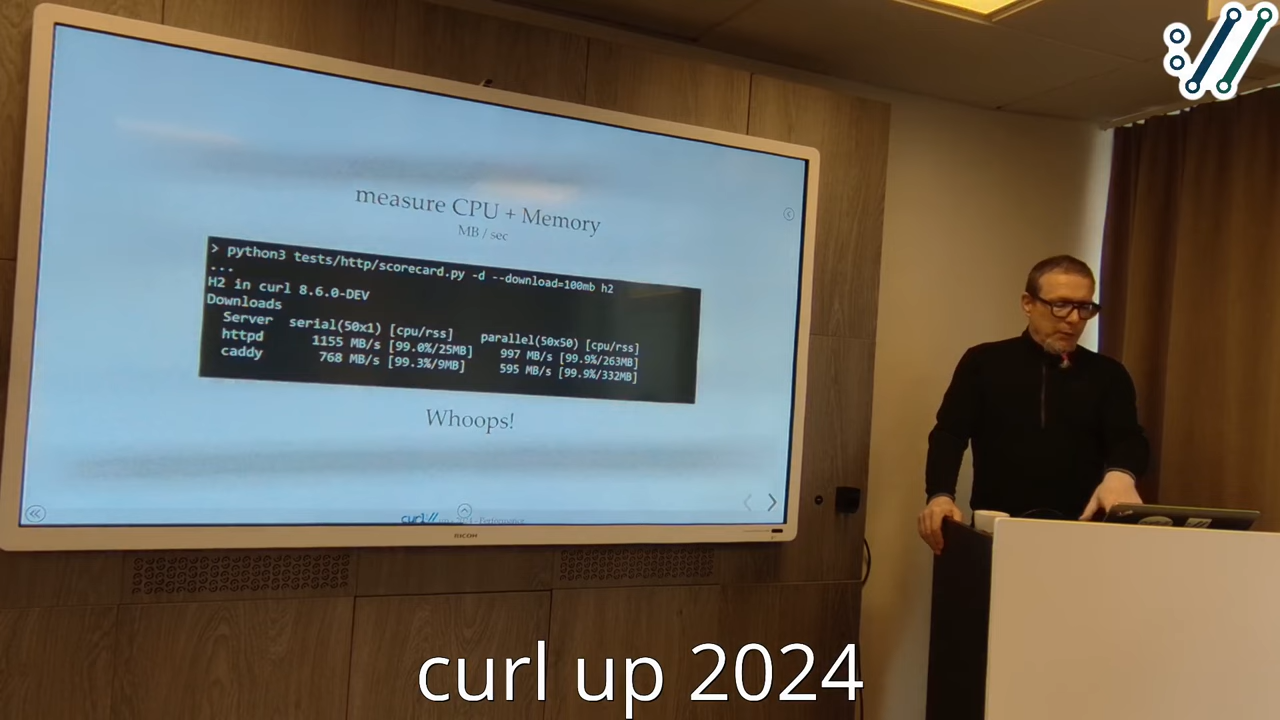 measure CPU + Memory
MB / sec
> python3 tests/http/scorecard.py -d --download=100mb h2
...
H2 in curl 8.6.0-DEV
Downloads
Server serial(50x1) [cpu/rss] parallel(50x50) [cpu/rss]
httpd 1155 MB/s [99.0%/25MB] 997 MB/s [99.9%/263MB]
caddy 768 MB/s [99.3%/9MB] 595 MB/s [99.9%/332MB]
Whoops!
curl:// 2024 - Performance
RICOH
curl up 2024